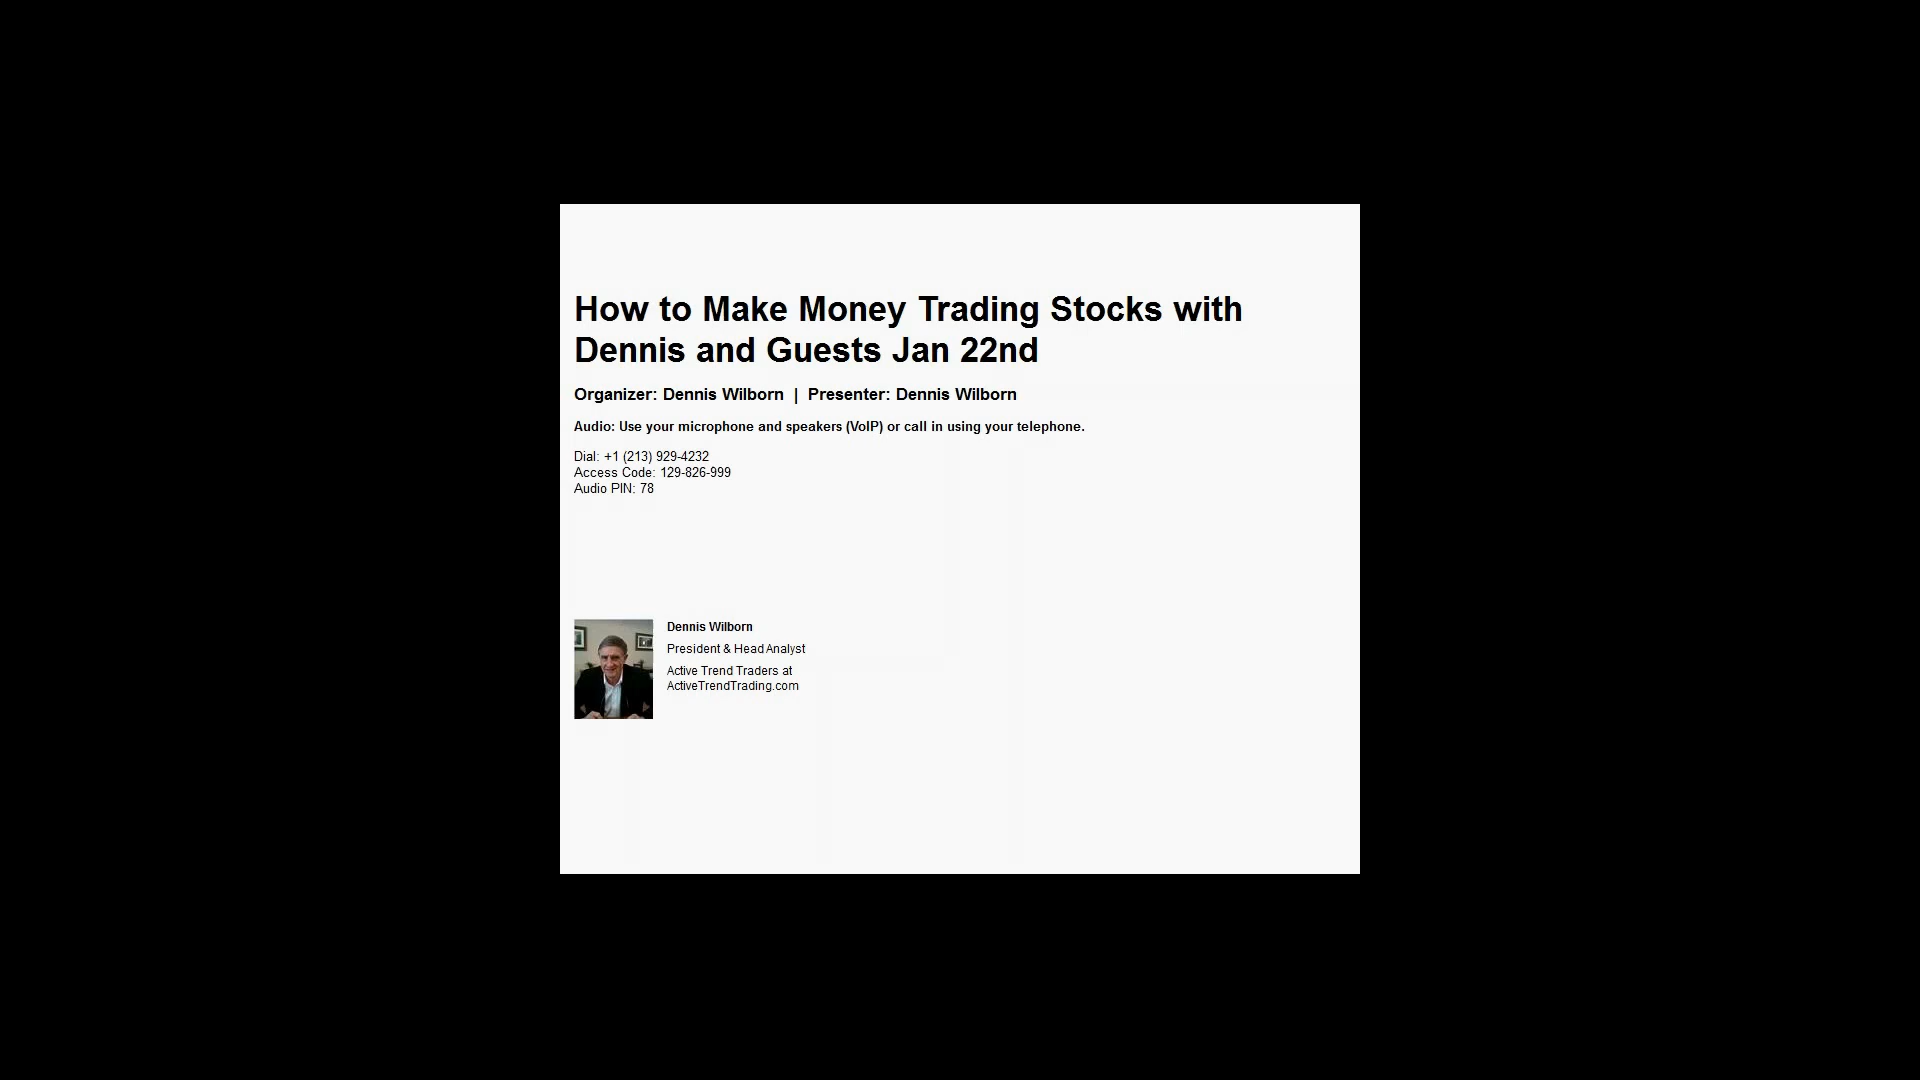 How to Make Money Trading Stocks with
Dennis and Guests Jan 22nd
Organizer: Dennis Wilborn | Presenter: Dennis Wilborn
Audio: Use your microphone and speakers (VoIP) or call in using your telephone.
Dial: +1 (213) 929-4232
Access Code: 129-826-999
Audio PIN: 78
Dennis Wilborn
President & Head Analyst
Active Trend Traders at
ActiveTrendTrading.com